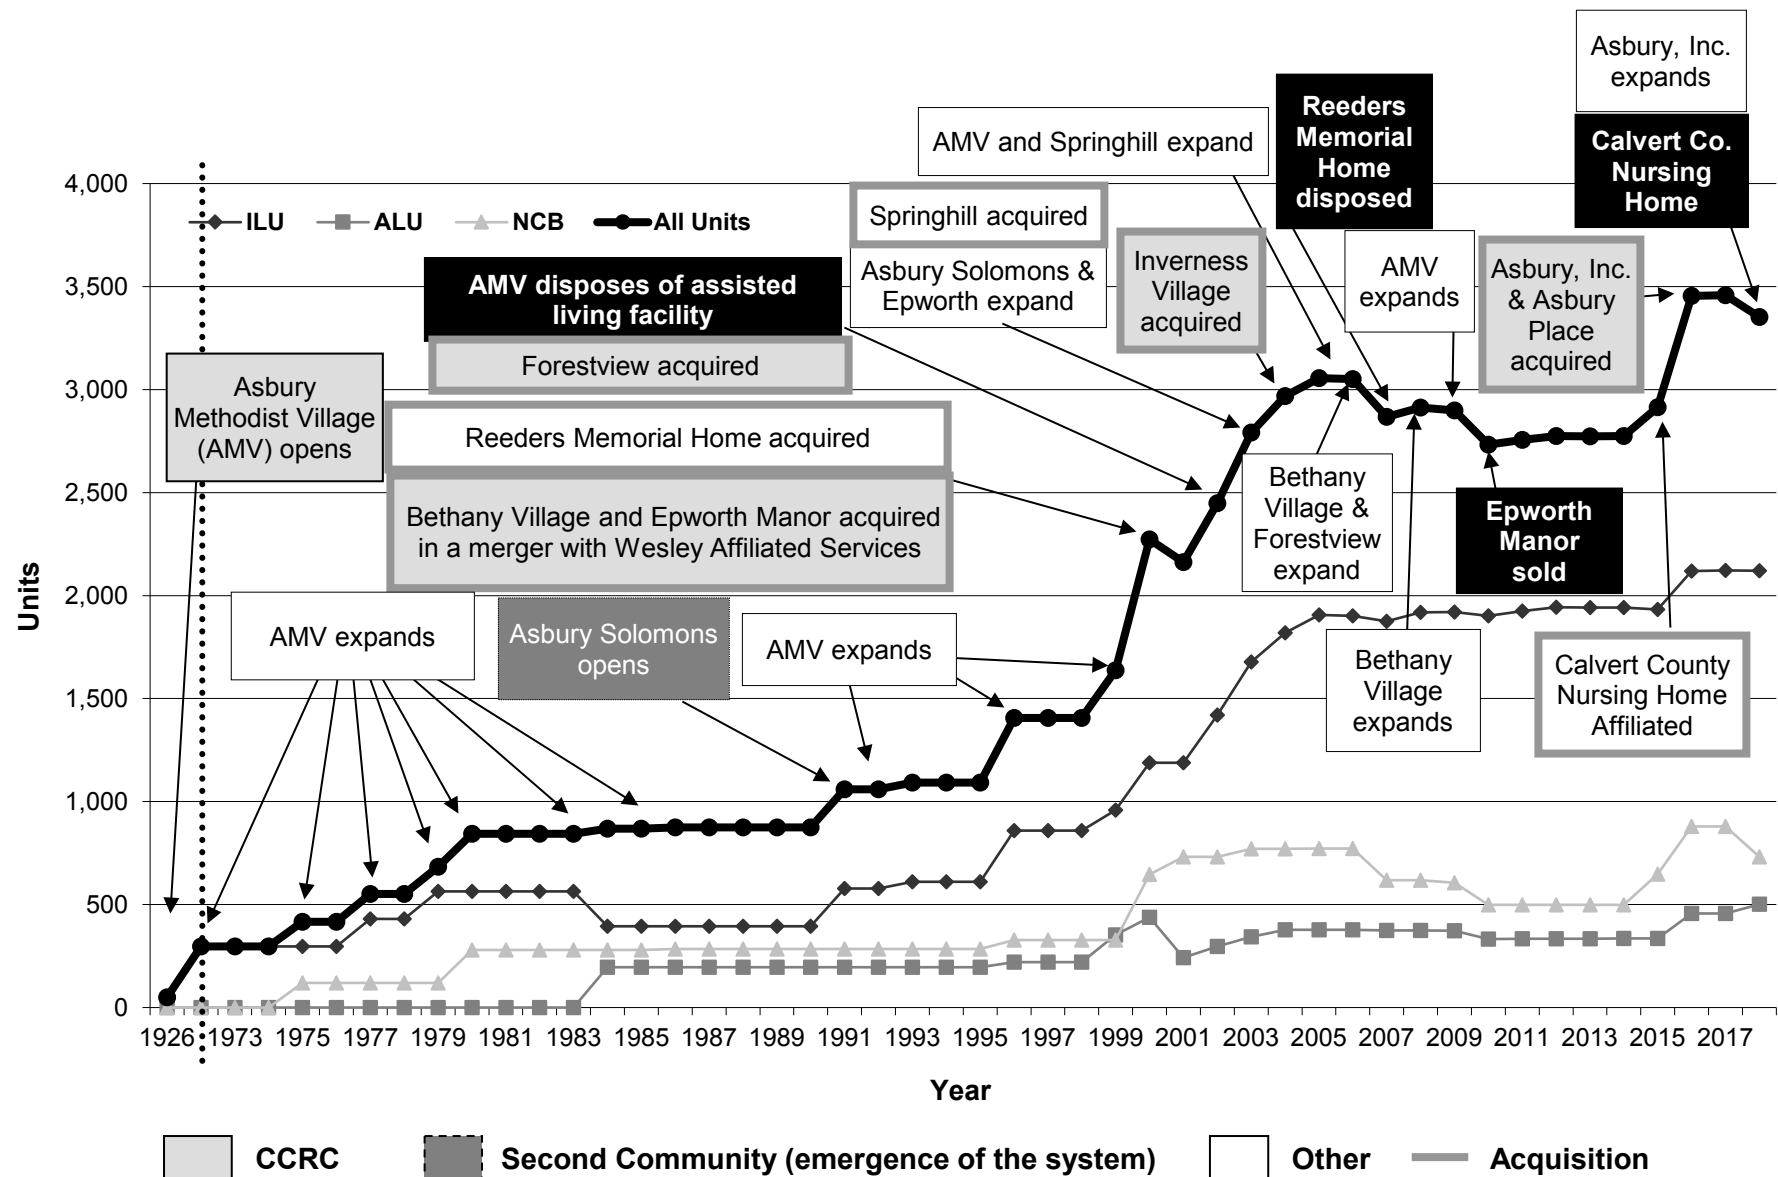 Asbury, Inc.
expands
Calvert Co.
Nursing
Home
Reeders
Memorial
Home
disposed
AMV and Springhill expand
Springhill acquired
Asbury Solomons &
Epworth expand
Inverness
Village
acquired
AMV
expands
Asbury, Inc.
& Asbury
Place
acquired
ILU
ALU
NCB
All Units
AMV disposes of assisted
living facility
Forestview acquired
Asbury
Methodist Village
(AMV) opens
Reeders Memorial Home acquired
Bethany Village and Epworth Manor acquired
in a merger with Wesley Affiliated Services
Bethany
Village &
Forestview
expand
Epworth
Manor
sold
AMV expands
Asbury Solomons
opens
AMV expands
Bethany
Village
expands
Calvert County
Nursing Home
Affiliated
Units
4,000
3,500
3,000
2,500
2,000
1,500
1,000
500
0
1926 1973 1975 1977 1979 1981 1983 1985 1987 1989 1991 1993 1995 1997 1999 2001 2003 2005 2007 2009 2011 2013 2015 2017
Year
CCRC
Second Community (emergence of the system)
Other
Acquisition